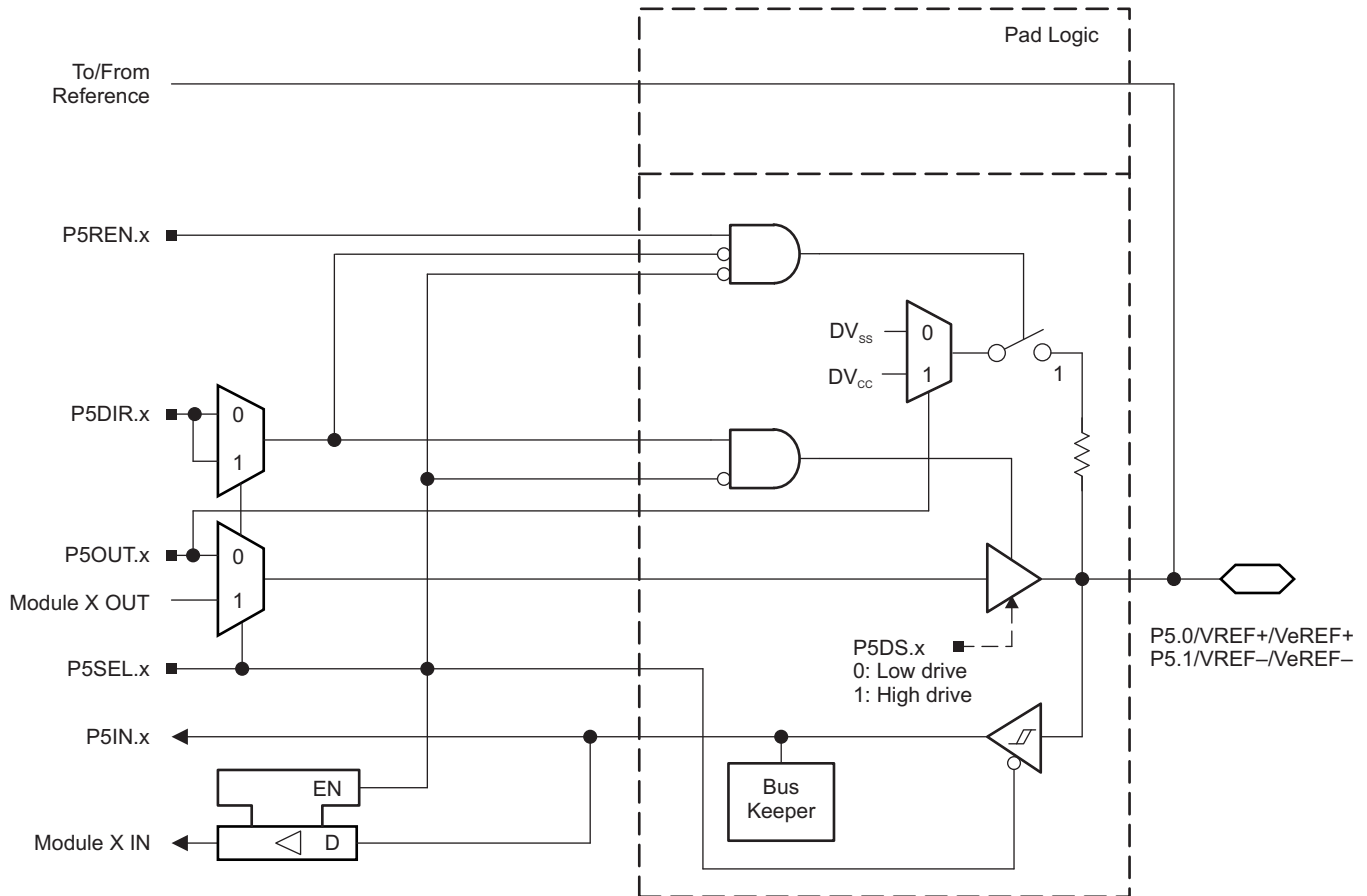 Pad Logic
To/From
Reference
P5REN.x
DVSS
0
DVCC
1
1
P5DIR.x
0
1
P5OUT.x
0
Module X OUT
1
P5SEL.x
P5DS.x
0: Low drive
1: High drive
P5.0/VREF+/VeREF+
P5.1/VREF–/VeREF–
P5IN.x
EN
Bus
Keeper
Module X IN
D